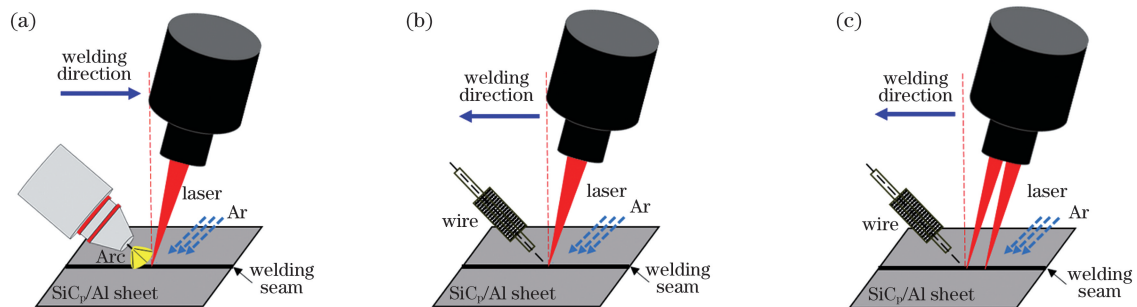 (a)
welding
direction
laser
Ar
Arc
welding
seam
SiCp/Al sheet
(b)
welding
direction
wire
laser
Ar
welding
seam
SiCp/Al sheet
(c)
welding
direction
wire
laser
Ar
welding
seam
SiCp/Al sheet